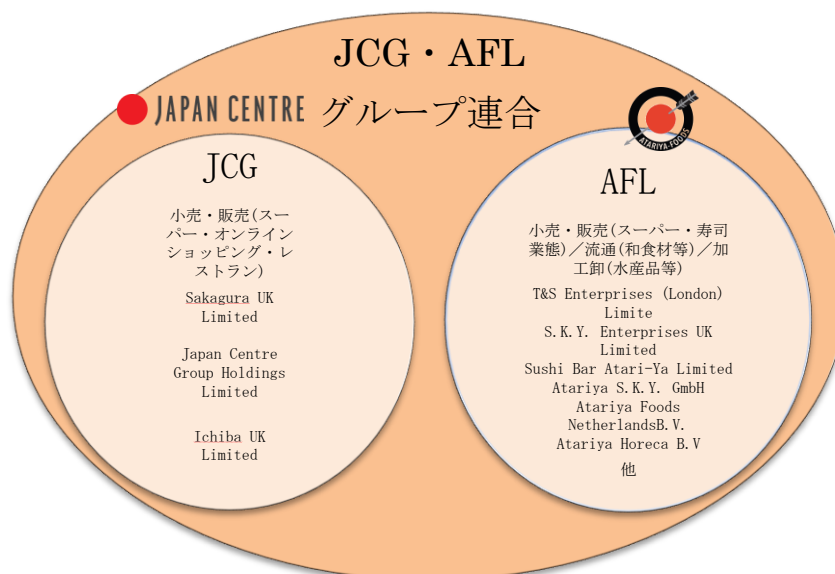 JCG・AFL
JAPAN CENTRE
グループ連合
ATARIYA-FOODS
JCG
小売・販売(スー
パー・オンライン
ショッピング・レ
ストラン)
Sakagura UK
Limited
Japan Centre
Group Holdings
Limited
Ichiba UK
Limited
AFL
小売・販売(スーパー・寿司
業態)／流通(和食材等)／加
工卸(水産品等)
T&S Enterprises (London)
Limite
S.K.Y. Enterprises UK
Limited
Sushi Bar Atari-Ya Limited
Atariya S.K.Y. GmbH
Atariya Foods
NetherlandsB.V.
Atariya Horeca B.V
他